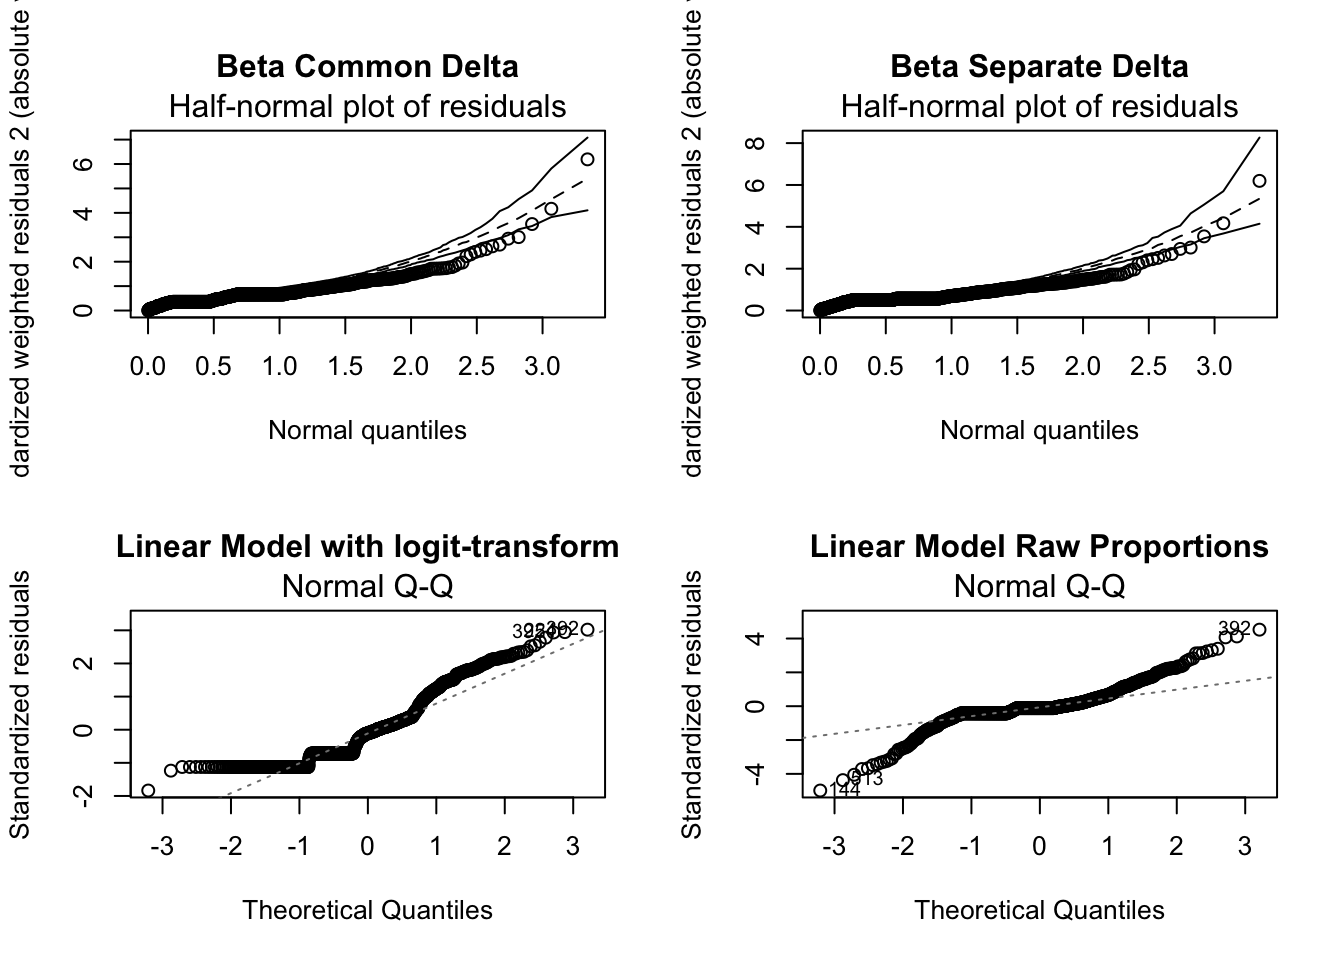 Beta Common Delta
Half-normal plot of residuals
dardized weighted residuals 2 (absolute
0 2 4 6
0.0 0.5 1.0 1.5 2.0 2.5 3.0
Normal quantiles
Beta Separate Delta
Half-normal plot of residuals
dardized weighted residuals 2 (absolute
0 2 4 6 8
0.0 0.5 1.0 1.5 2.0 2.5 3.0
Normal quantiles
Linear Model with logit-transform
Normal Q-Q
Standardized residuals
-2 0 2
-3 -2 -1 0 1 2 3
Theoretical Quantiles
Linear Model Raw Proportions
Normal Q-Q
Standardized residuals
-4 0 4
392
513
144
-3 -2 -1 0 1 2 3
Theoretical Quantiles